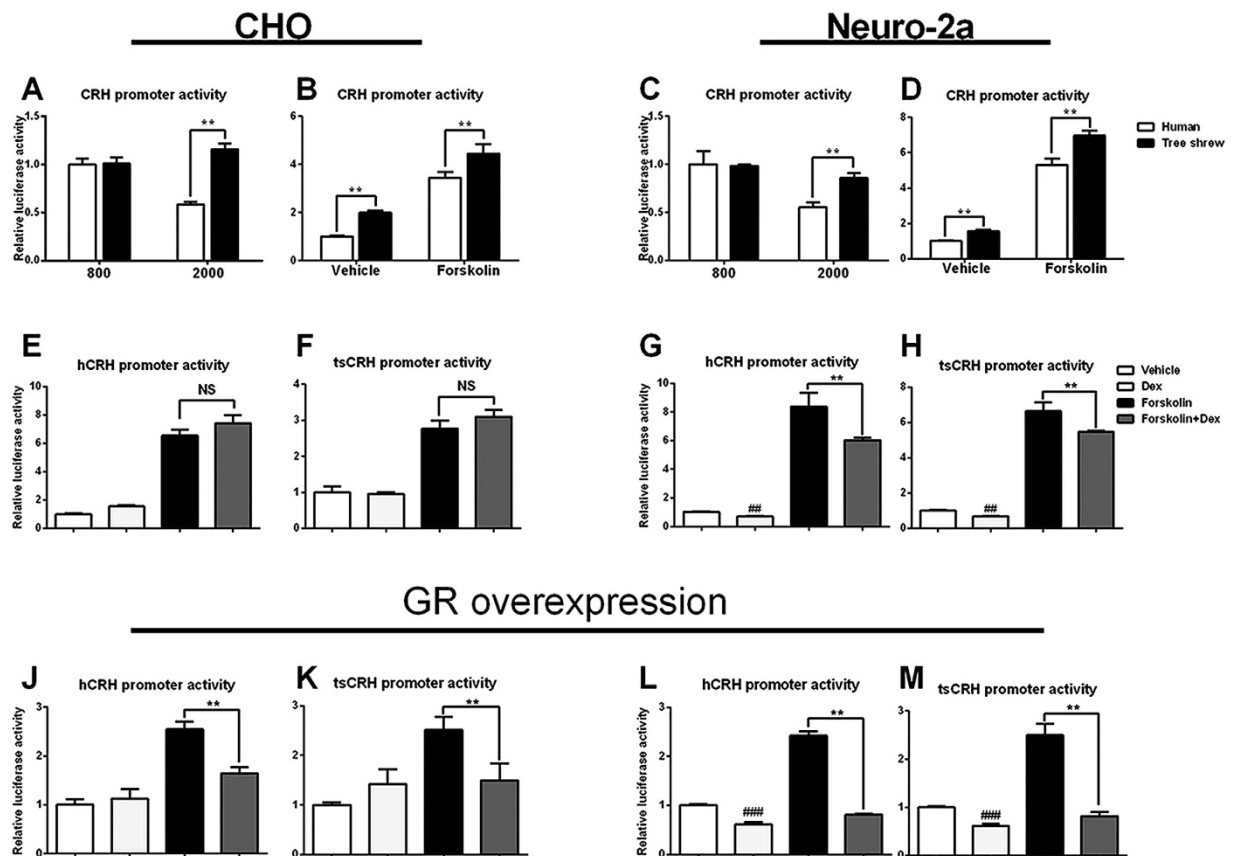 CHO
Neuro-2a
A
CRH promoter activity
Relative luciferase activity
1.5
1.0
0.5
0.0
**
800
2000
B
CRH promoter activity
6
4
2
0
**
**
Vehicle
Forskolin
C
CRH promoter activity
Relative luciferase activity
1.5
1.0
0.5
0.0
**
800
2000
D
CRH promoter activity
8
6
4
2
0
**
**
Vehicle
Forskolin
Human
Tree shrew
E
hCRH promoter activity
Relative luciferase activity
10
8
6
4
2
0
NS
F
tsCRH promoter activity
4
3
2
1
0
NS
G
hCRH promoter activity
Relative luciferase activity
10
8
6
4
2
0
##
**
H
tsCRH promoter activity
8
6
4
2
0
##
**
Vehicle
Dex
Forskolin
Forskolin+Dex
GR overexpression
J
hCRH promoter activity
Relative luciferase activity
3
2
1
0
**
K
tsCRH promoter activity
3
2
1
0
**
L
hCRH promoter activity
Relative luciferase activity
3
2
1
0
###
**
M
tsCRH promoter activity
3
2
1
0
###
**